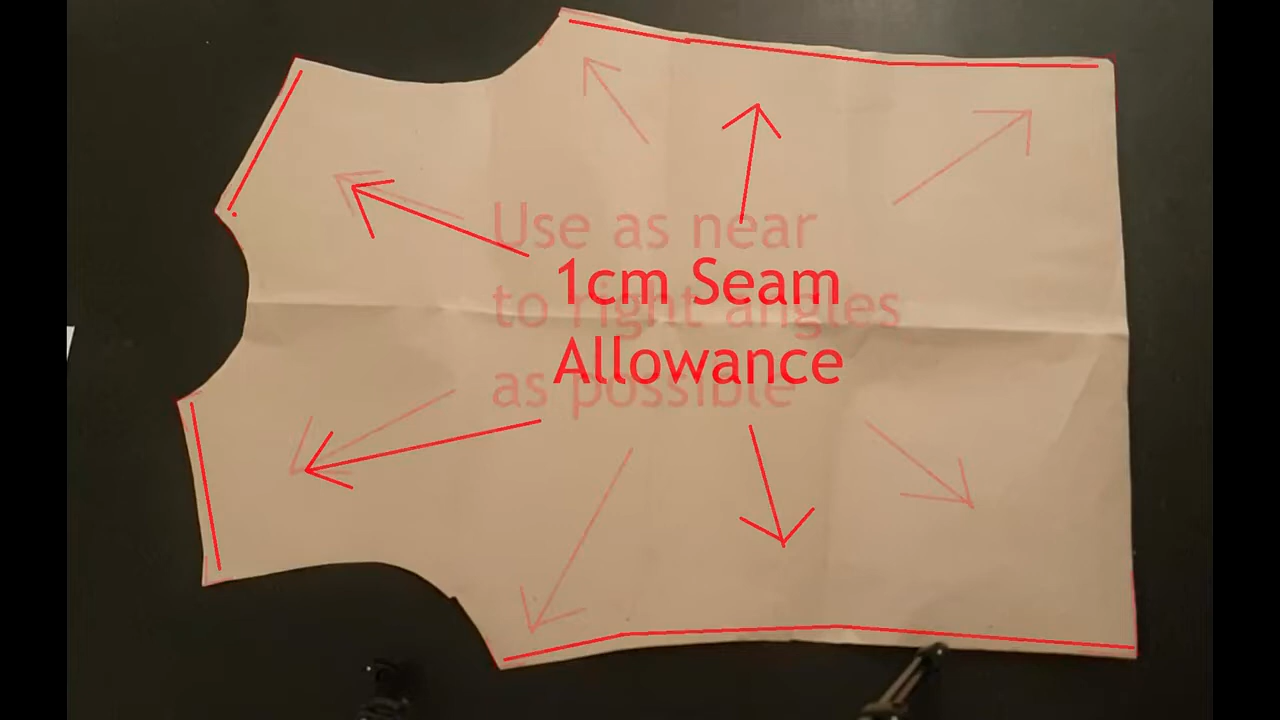 Use as near
1cm Seam
to right angles
Allowance
as possible